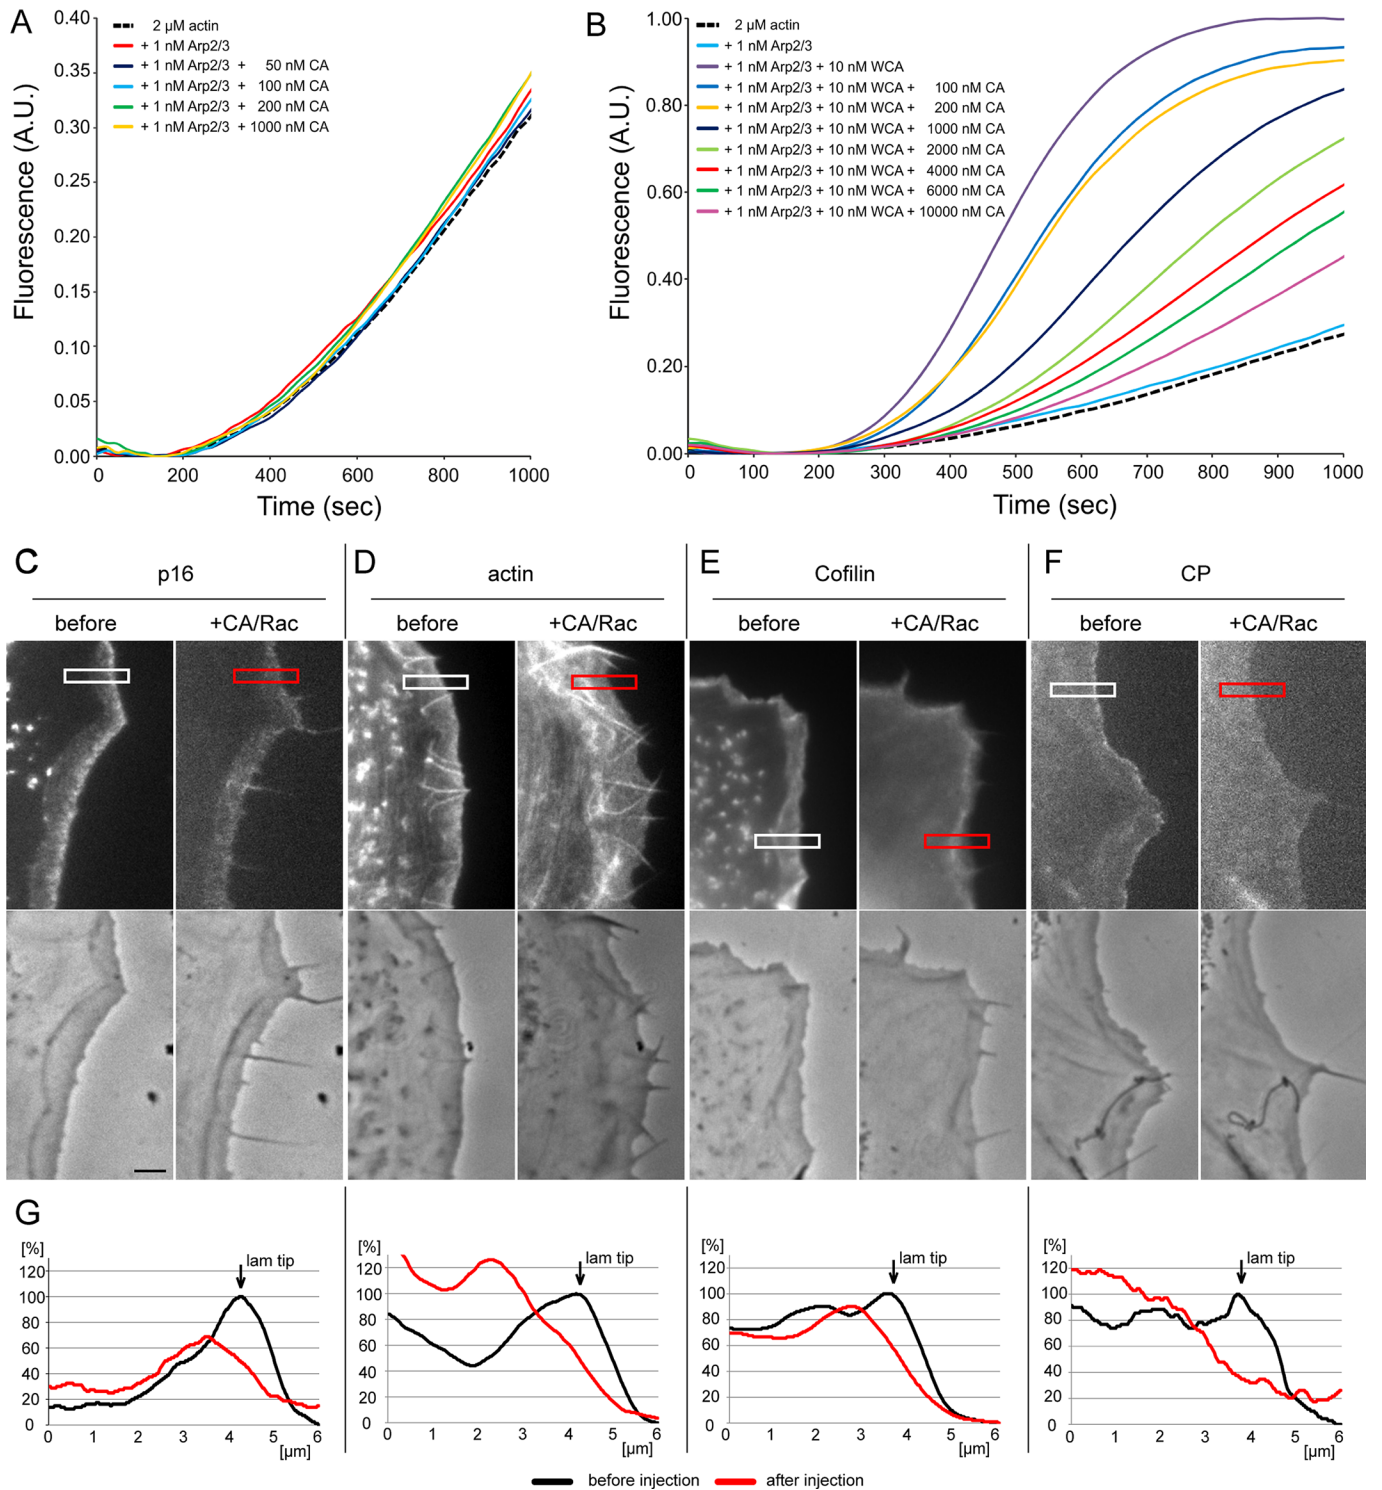 A
Fluorescence (A.U.)
0.40
0.35
0.30
0.25
0.20
0.15
0.10
0.05
0.00
2 µM actin
+ 1 nM Arp2/3
+ 1 nM Arp2/3 + 50 nM CA
+ 1 nM Arp2/3 + 100 nM CA
+ 1 nM Arp2/3 + 200 nM CA
+ 1 nM Arp2/3 + 1000 nM CA
0 200 400 600 800 1000
Time (sec)
B
Fluorescence (A.U.)
1.00
0.80
0.60
0.40
0.20
0.00
2 µM actin
+ 1 nM Arp2/3
+ 1 nM Arp2/3 + 10 nM WCA
+ 1 nM Arp2/3 + 10 nM WCA + 100 nM CA
+ 1 nM Arp2/3 + 10 nM WCA + 200 nM CA
+ 1 nM Arp2/3 + 10 nM WCA + 1000 nM CA
+ 1 nM Arp2/3 + 10 nM WCA + 2000 nM CA
+ 1 nM Arp2/3 + 10 nM WCA + 4000 nM CA
+ 1 nM Arp2/3 + 10 nM WCA + 6000 nM CA
+ 1 nM Arp2/3 + 10 nM WCA + 10000 nM CA
0 100 200 300 400 500 600 700 800 900 1000
Time (sec)
C
p16
before +CA/Rac
D
actin
before +CA/Rac
E
Cofilin
before +CA/Rac
F
CP
before +CA/Rac
G
[%]
120
100
80
60
40
20
0
lam tip
0 1 2 3 4 5 6
[µm]
[%]
120
100
80
60
40
20
0
lam tip
0 1 2 3 4 5 6
[µm]
[%]
120
100
80
60
40
20
0
lam tip
0 1 2 3 4 5 6
[µm]
[%]
120
100
80
60
40
20
0
lam tip
0 1 2 3 4 5 6
[µm]
before injection after injection